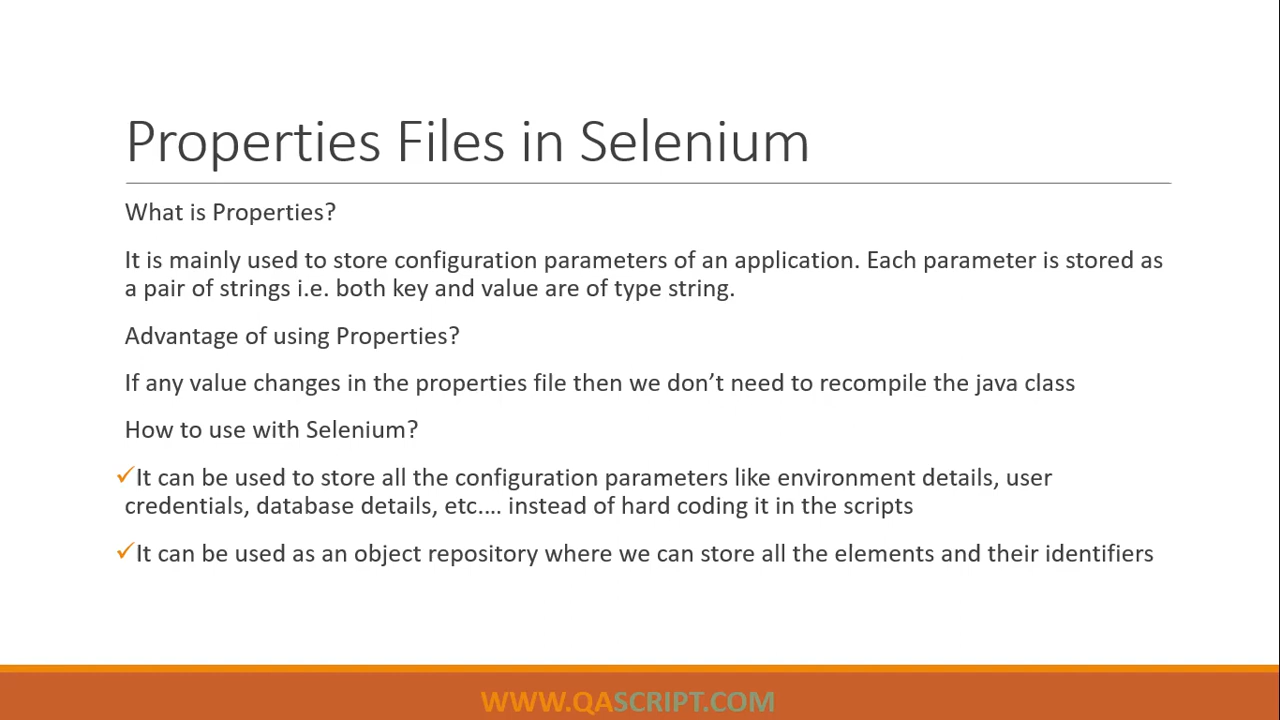 Properties Files in Selenium
What is Properties?
It is mainly used to store configuration parameters of an application. Each parameter is stored as
a pair of strings i.e. both key and value are of type string.
Advantage of using Properties?
If any value changes in the properties file then we don’t need to recompile the java class
How to use with Selenium?
✓It can be used to store all the configuration parameters like environment details, user
credentials, database details, etc.… instead of hard coding it in the scripts
✓It can be used as an object repository where we can store all the elements and their identifiers
WWW.QASCRIPT.COM